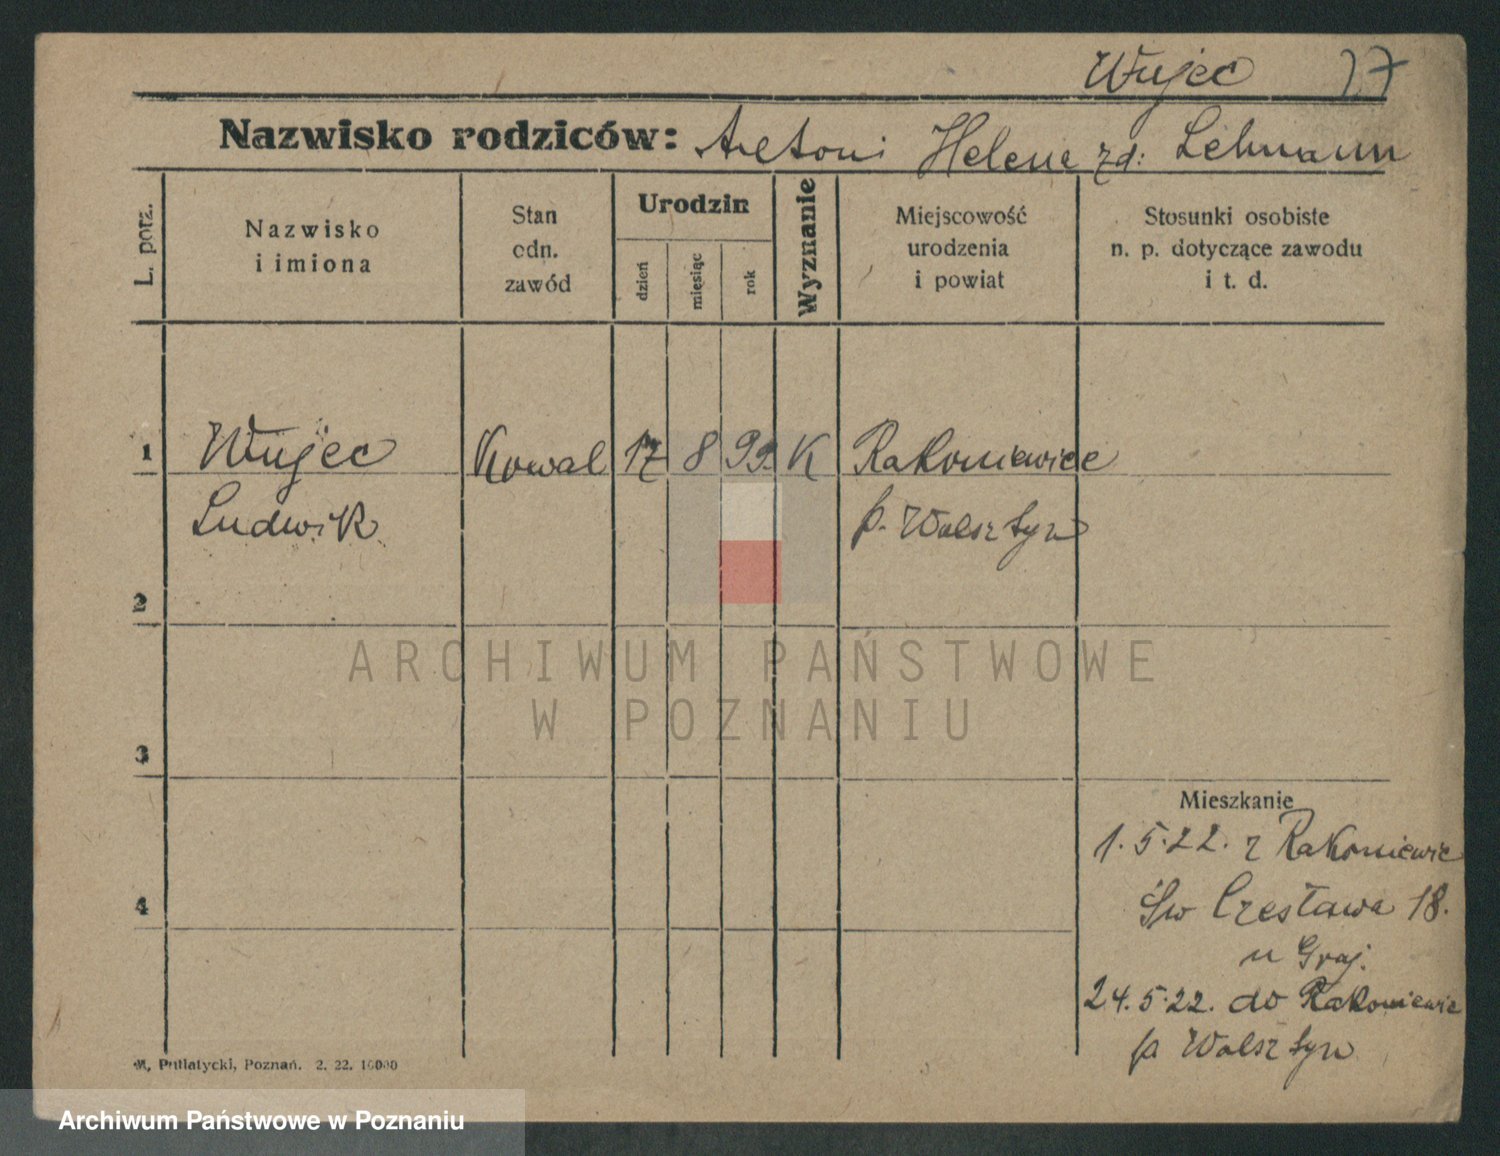 Wujec 17
Nazwisko rodziców: Antoni Helene zd: Lehmann
L. porz.
Nazwisko
i imiona
Stan
cdn.
zawód
Urodzin
dzień
miesiąc
rok
Wyznanie
Miejscowość
urodzenia
i powiat
Stosunki osobiste
n. p. dotyczące zawodu
i t. d.
1 Wujec Kowal 17 8 99. K Rakoniewice
Ludwik p. Wolsztyn
2
3
4
Mieszkanie
1.5.22. z Rakoniewic
Św Czesława 18.
u Graj.
24.5.22. do Rakoniewic
p Wolsztyn
M. Putiatycki, Poznań. 2. 22. 10000
ARCHIWUM PAŃSTWOWE
W POZNANIU
Archiwum Państwowe w Poznaniu